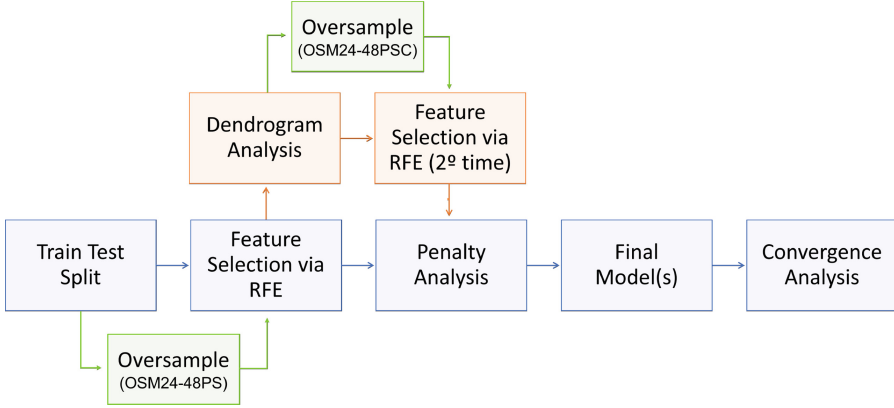 Oversample
(OSM24-48PSC)
Dendrogram
Analysis
Feature
Selection via
RFE (2º time)
Train Test
Split
Feature
Selection via
RFE
Penalty
Analysis
Final
Model(s)
Convergence
Analysis
Oversample
(OSM24-48PS)